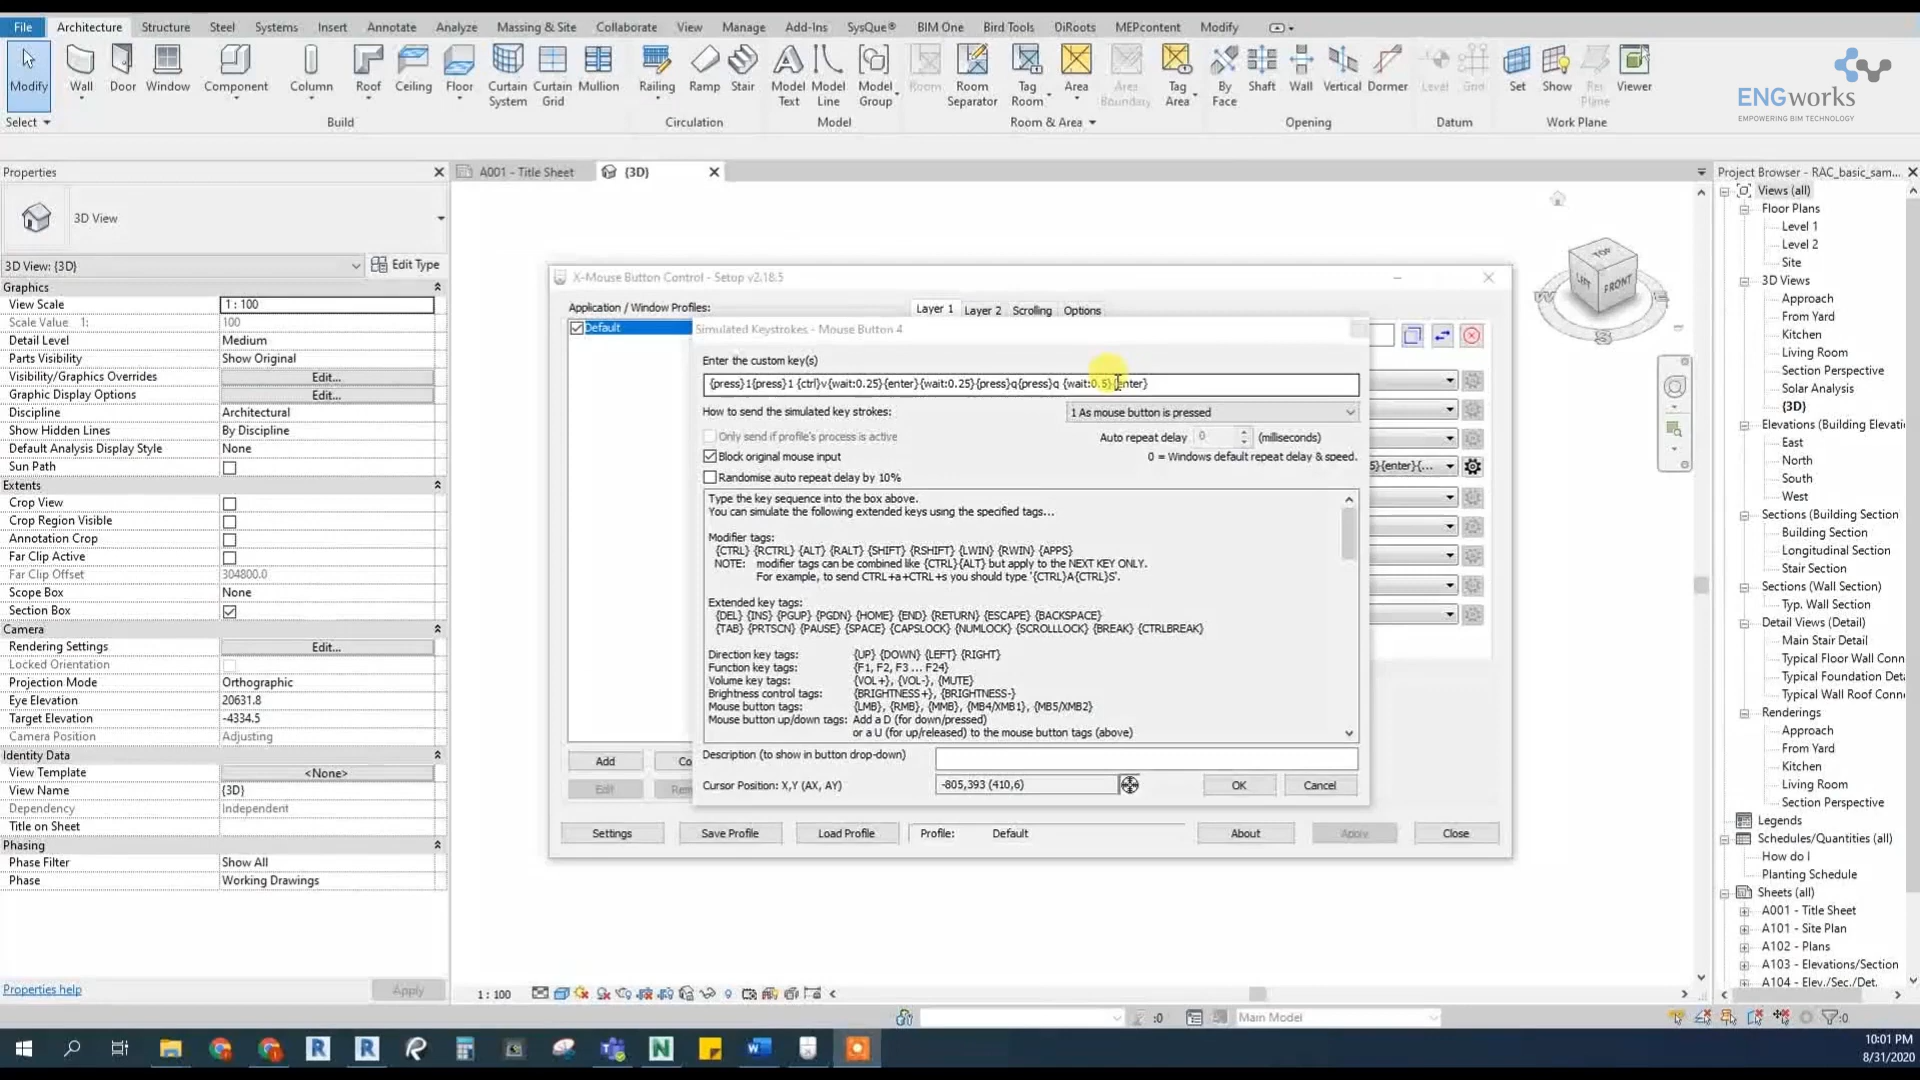 File Architecture Structure Steel Systems Insert Annotate Analyze Massing & Site Collaborate View Manage Add-Ins SysQue® BIM One Bird Tools DiRoots MEPcontent Modify
Modify Wall Door Window Component Column Roof Ceiling Floor Curtain System Curtain Grid Mullion Railing Ramp Stair Model Text Model Line Model Group Room Room Separator Tag Room Area Area Boundary Tag Area By Face Shaft Wall Vertical Dormer Level Grid Set Show Ref Plane Viewer
ENGworks
EMPOWERING BIM TECHNOLOGY
Select Build Circulation Model Room & Area Opening Datum Work Plane
Properties
A001 - Title Sheet
{3D}
Project Browser - RAC_basic_sam...
3D View
3D View: {3D}
Edit Type
Graphics
View Scale 1 : 100
Scale Value 1: 100
Detail Level Medium
Parts Visibility Show Original
Visibility/Graphics Overrides Edit...
Graphic Display Options Edit...
Discipline Architectural
Show Hidden Lines By Discipline
Default Analysis Display Style None
Sun Path
Extents
Crop View
Crop Region Visible
Annotation Crop
Far Clip Active
Far Clip Offset 304800.0
Scope Box None
Section Box
Camera
Rendering Settings Edit...
Locked Orientation
Projection Mode Orthographic
Eye Elevation 20631.8
Target Elevation -4334.5
Camera Position Adjusting
Identity Data
View Template <None>
View Name {3D}
Dependency Independent
Title on Sheet
Phasing
Phase Filter Show All
Phase Working Drawings
Properties help
Apply
X-Mouse Button Control - Setup v2.18.5
Application / Window Profiles:
Layer 1 Layer 2 Scrolling Options
Default
Simulated Keystrokes - Mouse Button 4
Enter the custom key(s)
{press}1{press}1 {ctrl}v{wait:0.25}{enter}{wait:0.25}{press}q{press}q {wait:0.5}{enter}
How to send the simulated key strokes:
1 As mouse button is pressed
Only send if profile's process is active
Auto repeat delay 0 (miliseconds)
Block original mouse input
0 = Windows default repeat delay & speed.
Randomise auto repeat delay by 10%
5}{enter}{...
Type the key sequence into the box above.
You can simulate the following extended keys using the specified tags...
Modifier tags:
{CTRL} {RCTRL} {ALT} {RALT} {SHIFT} {RSHIFT} {LWIN} {RWIN} {APPS}
NOTE: modifier tags can be combined like {CTRL}{ALT} but apply to the NEXT KEY ONLY.
For example, to send CTRL+a+CTRL+s you should type '{CTRL}A{CTRL}S'.
Extended key tags:
{DEL} {INS} {PGUP} {PGDN} {HOME} {END} {RETURN} {ESCAPE} {BACKSPACE}
{TAB} {PRTSCN} {PAUSE} {SPACE} {CAPSLOCK} {NUMLOCK} {SCROLLLOCK} {BREAK} {CTRLBREAK}
Direction key tags: {UP} {DOWN} {LEFT} {RIGHT}
Function key tags: {F1, F2, F3 ... F24}
Volume key tags: {VOL+}, {VOL-}, {MUTE}
Brightness control tags: {BRIGHTNESS+}, {BRIGHTNESS-}
Mouse button tags: {LMB}, {RMB}, {MMB}, {MB4/XMB1}, {MB5/XMB2}
Mouse button up/down tags: Add a D (for down/pressed)
or a U (for up/released) to the mouse button tags (above)
Description (to show in button drop-down)
Cursor Position: X,Y (AX, AY) -805,393 (410,6)
OK Cancel
Add Co
Edit Rem
Settings Save Profile Load Profile Profile: Default About Apply Close
TOP
LEFT
FRONT
W
S
Views (all)
Floor Plans
Level 1
Level 2
Site
3D Views
Approach
From Yard
Kitchen
Living Room
Section Perspective
Solar Analysis
{3D}
Elevations (Building Elevati
East
North
South
West
Sections (Building Section
Building Section
Longitudinal Section
Stair Section
Sections (Wall Section)
Typ. Wall Section
Detail Views (Detail)
Main Stair Detail
Typical Floor Wall Conn
Typical Foundation Deta
Typical Wall Roof Conne
Renderings
Approach
From Yard
Kitchen
Living Room
Section Perspective
Legends
Schedules/Quantities (all)
How do I
Planting Schedule
Sheets (all)
A001 - Title Sheet
A101 - Site Plan
A102 - Plans
A103 - Elevations/Section
A104 - Elev./Sec./Det.
1 : 100
:0
Main Model
:0
10:01 PM
8/31/2020